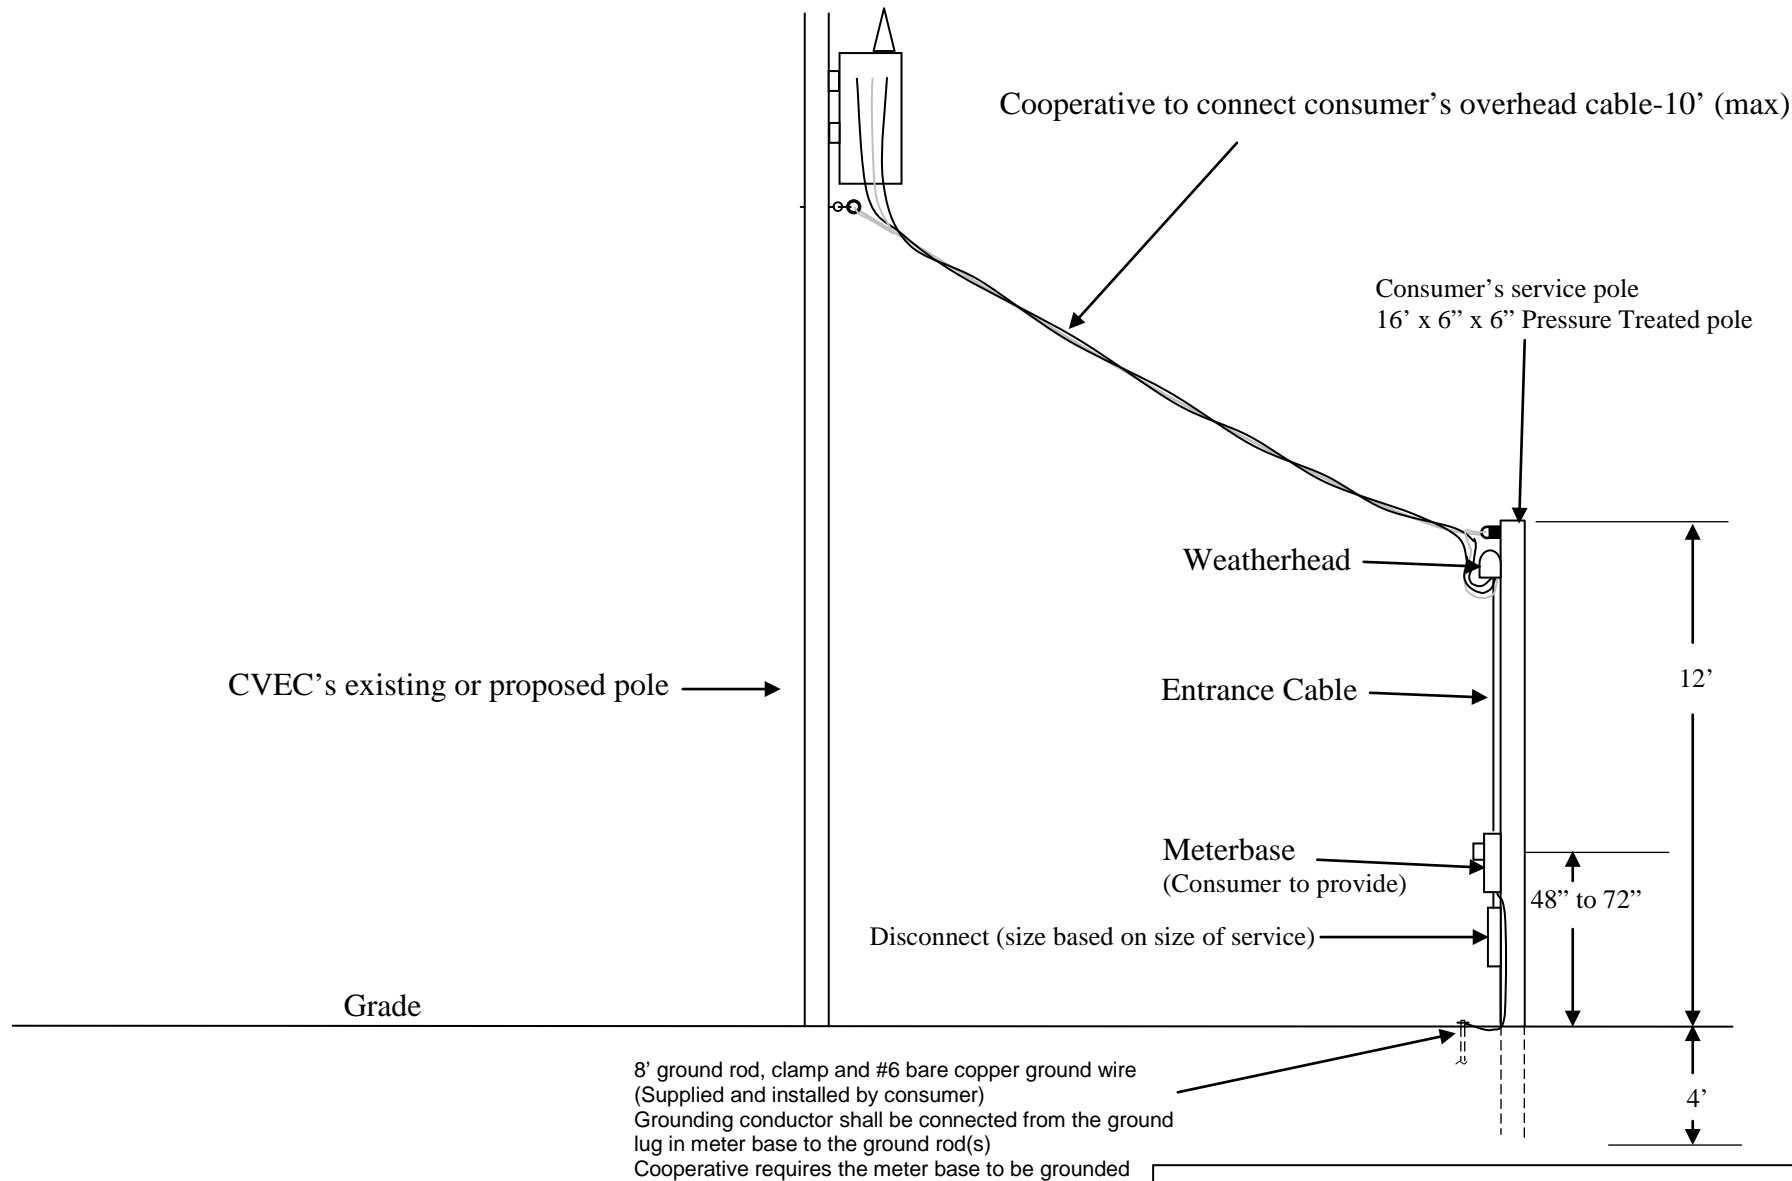 Cooperative to connect consumer’s overhead cable-10’ (max)
Consumer’s service pole
16’ x 6” x 6” Pressure Treated pole
Weatherhead
CVEC’s existing or proposed pole
Entrance Cable
12’
Meterbase
(Consumer to provide)
48” to 72”
Disconnect (size based on size of service)
Grade
8’ ground rod, clamp and #6 bare copper ground wire
(Supplied and installed by consumer)
Grounding conductor shall be connected from the ground
lug in meter base to the ground rod(s)
Cooperative requires the meter base to be grounded
4’